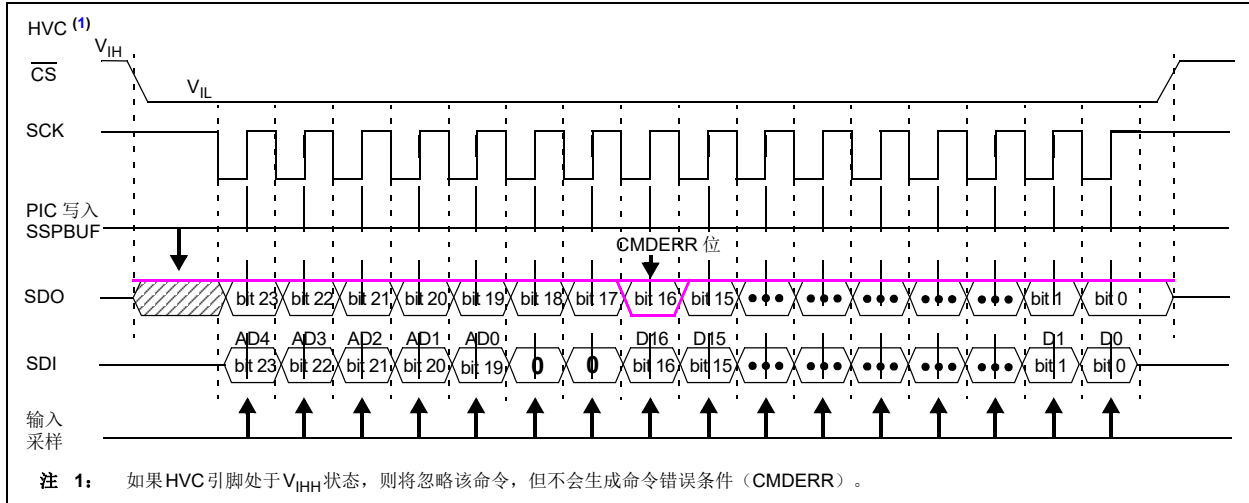 HVC (1)
VIH
CS
VIL
SCK
PIC 写入
SSPBUF
CMDERR 位
SDO bit 23 bit 22 bit 21 bit 20 bit 19 bit 18 bit 17 bit 16 bit 15 ••• ••• ••• ••• ••• bit 1 bit 0
AD4 AD3 AD2 AD1 AD0 D16 D15 D1 D0
SDI bit 23 bit 22 bit 21 bit 20 bit 19 0 0 bit 16 bit 15 ••• ••• ••• ••• ••• bit 1 bit 0
输入
采样
注 1： 如果HVC引脚处于VIHH状态，则将忽略该命令，但不会生成命令错误条件（CMDERR）。